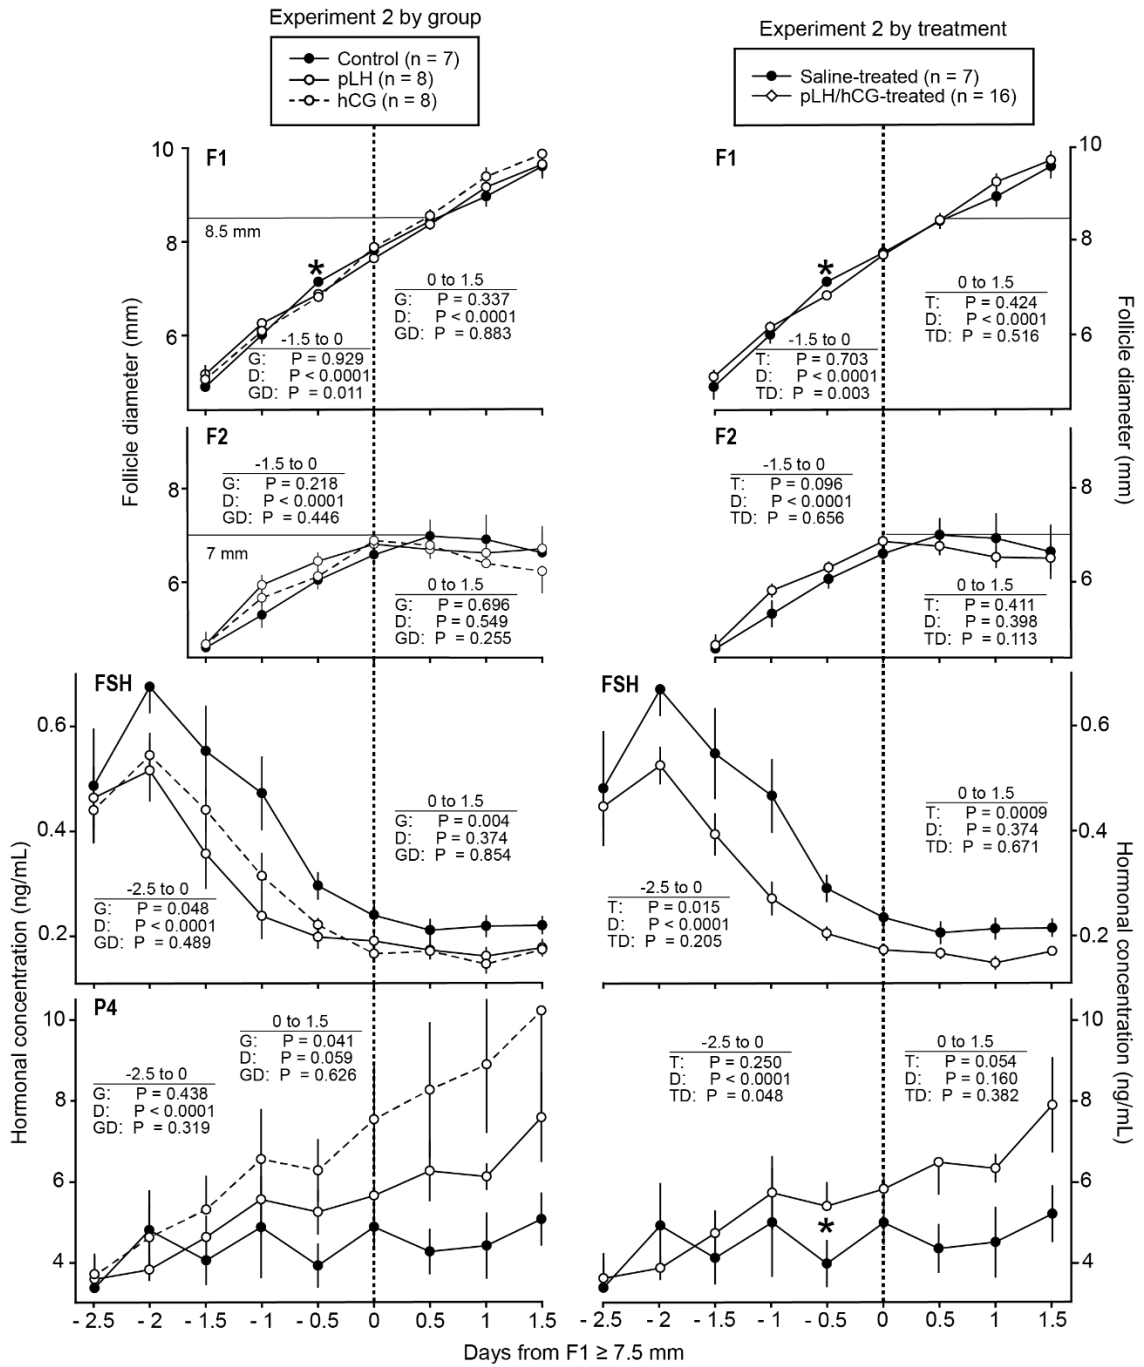 Experiment 2 by group
Control (n = 7)
pLH (n = 8)
hCG (n = 8)
Experiment 2 by treatment
Saline-treated (n = 7)
pLH/hCG-treated (n = 16)
F1
10
8
6
8.5 mm
*
-1.5 to 0
G: P = 0.929
D: P < 0.0001
GD: P = 0.011
0 to 1.5
G: P = 0.337
D: P < 0.0001
GD: P = 0.883
F1
10
8
6
*
-1.5 to 0
T: P = 0.703
D: P < 0.0001
TD: P = 0.003
0 to 1.5
T: P = 0.424
D: P < 0.0001
TD: P = 0.516
Follicle diameter (mm)
Follicle diameter (mm)
F2
8
6
7 mm
-1.5 to 0
G: P = 0.218
D: P < 0.0001
GD: P = 0.446
0 to 1.5
G: P = 0.696
D: P = 0.549
GD: P = 0.255
F2
8
6
-1.5 to 0
T: P = 0.096
D: P < 0.0001
TD: P = 0.656
0 to 1.5
T: P = 0.411
D: P = 0.398
TD: P = 0.113
FSH
0.6
0.4
0.2
-2.5 to 0
G: P = 0.048
D: P < 0.0001
GD: P = 0.489
0 to 1.5
G: P = 0.004
D: P = 0.374
GD: P = 0.854
FSH
0.6
0.4
0.2
-2.5 to 0
T: P = 0.015
D: P < 0.0001
TD: P = 0.205
0 to 1.5
T: P = 0.0009
D: P = 0.374
TD: P = 0.671
Hormonal concentration (ng/mL)
Hormonal concentration (ng/mL)
P4
10
8
6
4
-2.5 to 0
G: P = 0.438
D: P < 0.0001
GD: P = 0.319
0 to 1.5
G: P = 0.041
D: P = 0.059
GD: P = 0.626
10
8
6
4
-2.5 to 0
T: P = 0.250
D: P < 0.0001
TD: P = 0.048
0 to 1.5
T: P = 0.054
D: P = 0.160
TD: P = 0.382
*
- 2.5 - 2 - 1.5 - 1 - 0.5 0 0.5 1 1.5
- 2.5 - 2 - 1.5 - 1 - 0.5 0 0.5 1 1.5
Days from F1 ≥ 7.5 mm